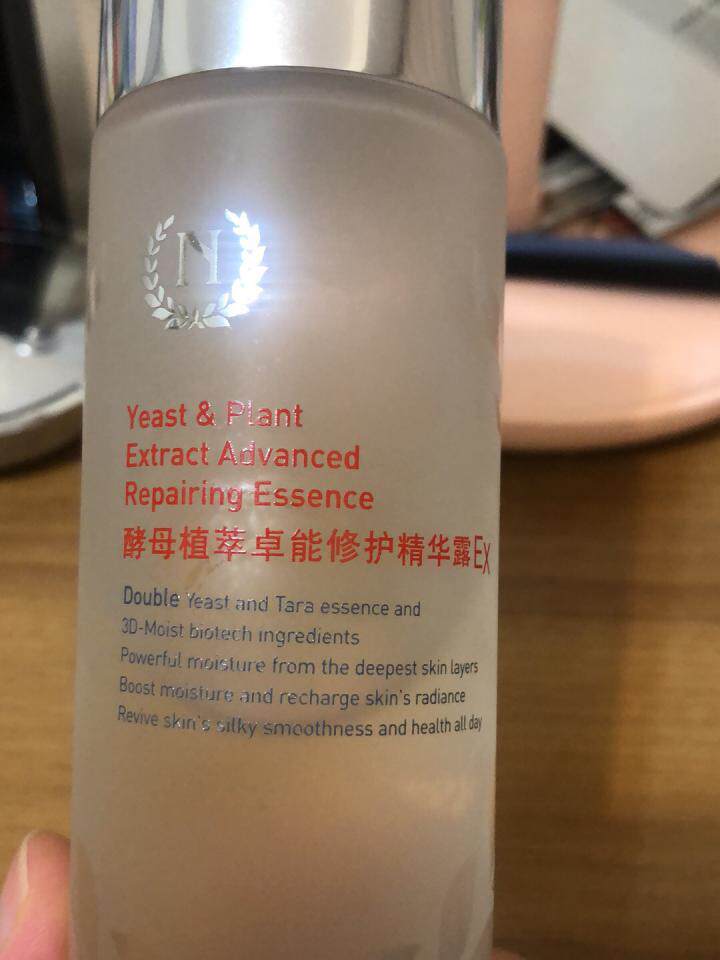 N
Yeast & Plant
Extract Advanced
Repairing Essence
酵母植萃卓能修护精华露Ex
Double Yeast and Tara essence and
3D-Moist biotech ingredients
Powerful moisture from the deepest skin layers
Boost moisture and recharge skin's radiance
Revive skin's silky smoothness and health all day